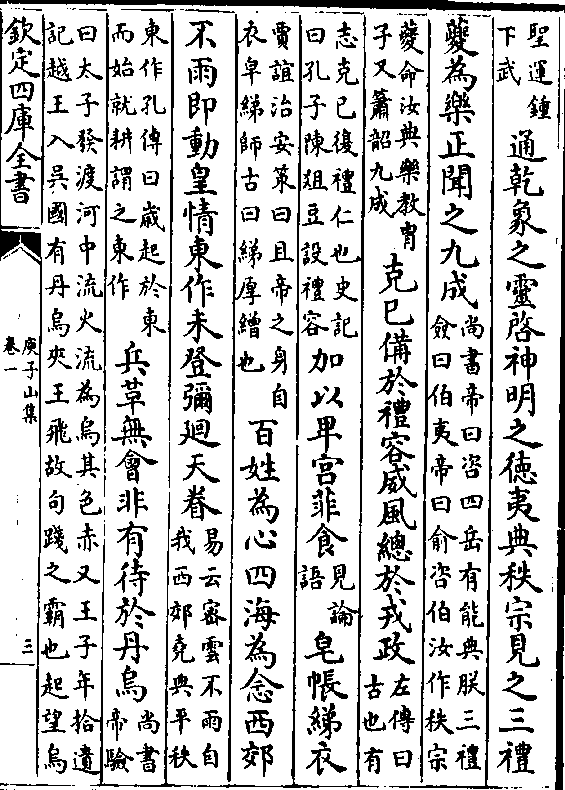 聖運鍾
下武
通乾象之靈啓神明之德夷典秩宗見之三禮
夔為樂正聞之九成
尚書帝曰咨四岳有能典朕三禮
僉曰伯夷帝曰俞咨伯汝作秩宗
夔命汝典樂教胄
子又簫韶九成
克已備於禮容威風總於戎政
左傳曰
古也有
志克已復禮仁也史記
曰孔子陳俎豆設禮容
加以卑宮菲食
見論
語
皂帳綈衣
賈誼治安策曰且帝之身自
衣皁綈師古曰綈厚繒也
百姓為心四海為念西郊
不雨即動皇情東作未登彌廻天眷
易云密雲不雨自
我西郊堯典平秩
東作孔傳曰歲起於東
而始就耕謂之東作
兵革無會非有待於丹烏
尚書
帝驗
曰太子發渡河中流火流為烏其色赤又王子年拾遺
記越王入吳國有丹烏夾王飛故句踐之霸也起望烏
欽定四庫全書
庾子山集
卷一
三